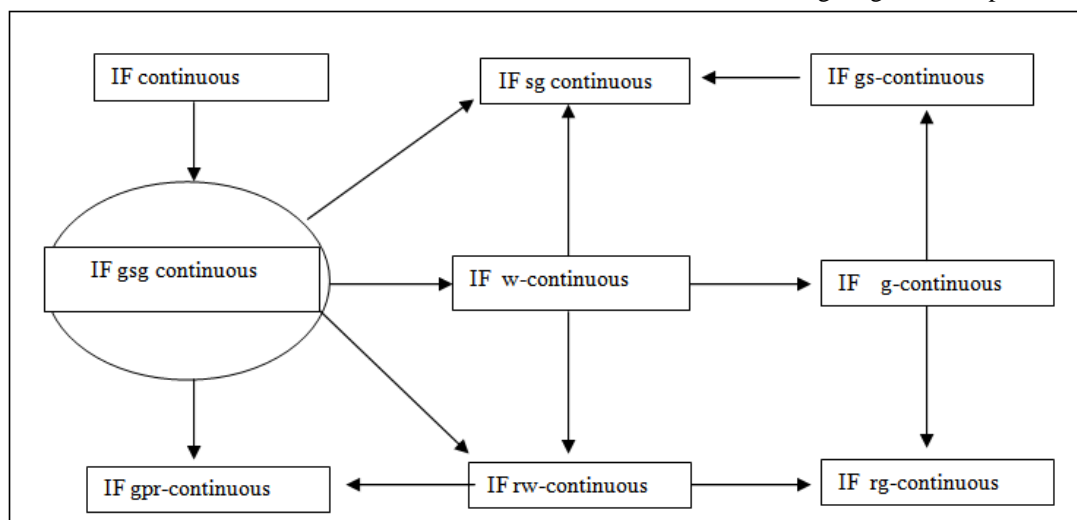 IF continuous
IF sg continuous
IF gs-continuous
IF gsg continuous
IF w-continuous
IF g-continuous
IF gpr-continuous
IF rw-continuous
IF rg-continuous